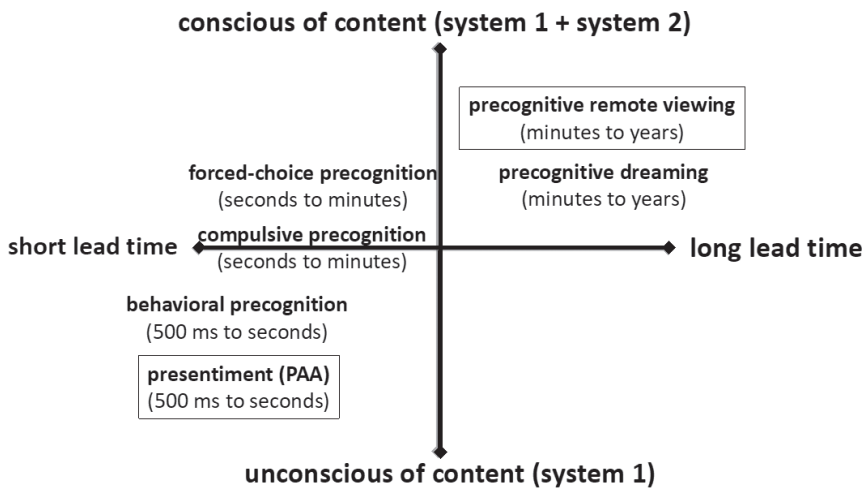 conscious of content (system 1 + system 2)
precognitive remote viewing
(minutes to years)
forced-choice precognition
(seconds to minutes)
precognitive dreaming
(minutes to years)
short lead time
compulsive precognition
(seconds to minutes)
long lead time
behavioral precognition
(500 ms to seconds)
presentiment (PAA)
(500 ms to seconds)
unconscious of content (system 1)